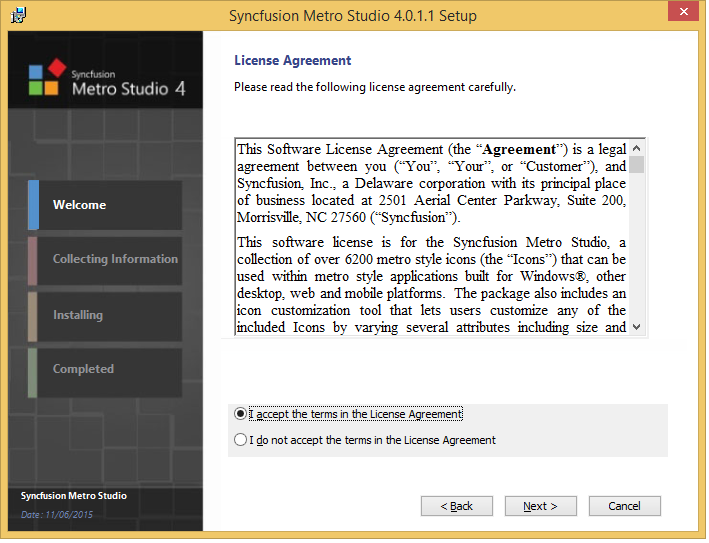 Syncfusion Metro Studio 4.0.1.1 Setup
Syncfusion
Metro Studio 4
Welcome
Collecting Information
Installing
Completed
Syncfusion Metro Studio
Date: 11/06/2015
License Agreement
Please read the following license agreement carefully.
This Software License Agreement (the “Agreement”) is a legal
agreement between you (“You”, “Your”, or “Customer”), and
Syncfusion, Inc., a Delaware corporation with its principal place
of business located at 2501 Aerial Center Parkway, Suite 200,
Morrisville, NC 27560 (“Syncfusion”).
This software license is for the Syncfusion Metro Studio, a
collection of over 6200 metro style icons (the “Icons”) that can be
used within metro style applications built for Windows®, other
desktop, web and mobile platforms. The package also includes an
icon customization tool that lets users customize any of the
included Icons by varying several attributes including size and
I accept the terms in the License Agreement
I do not accept the terms in the License Agreement
< Back
Next >
Cancel